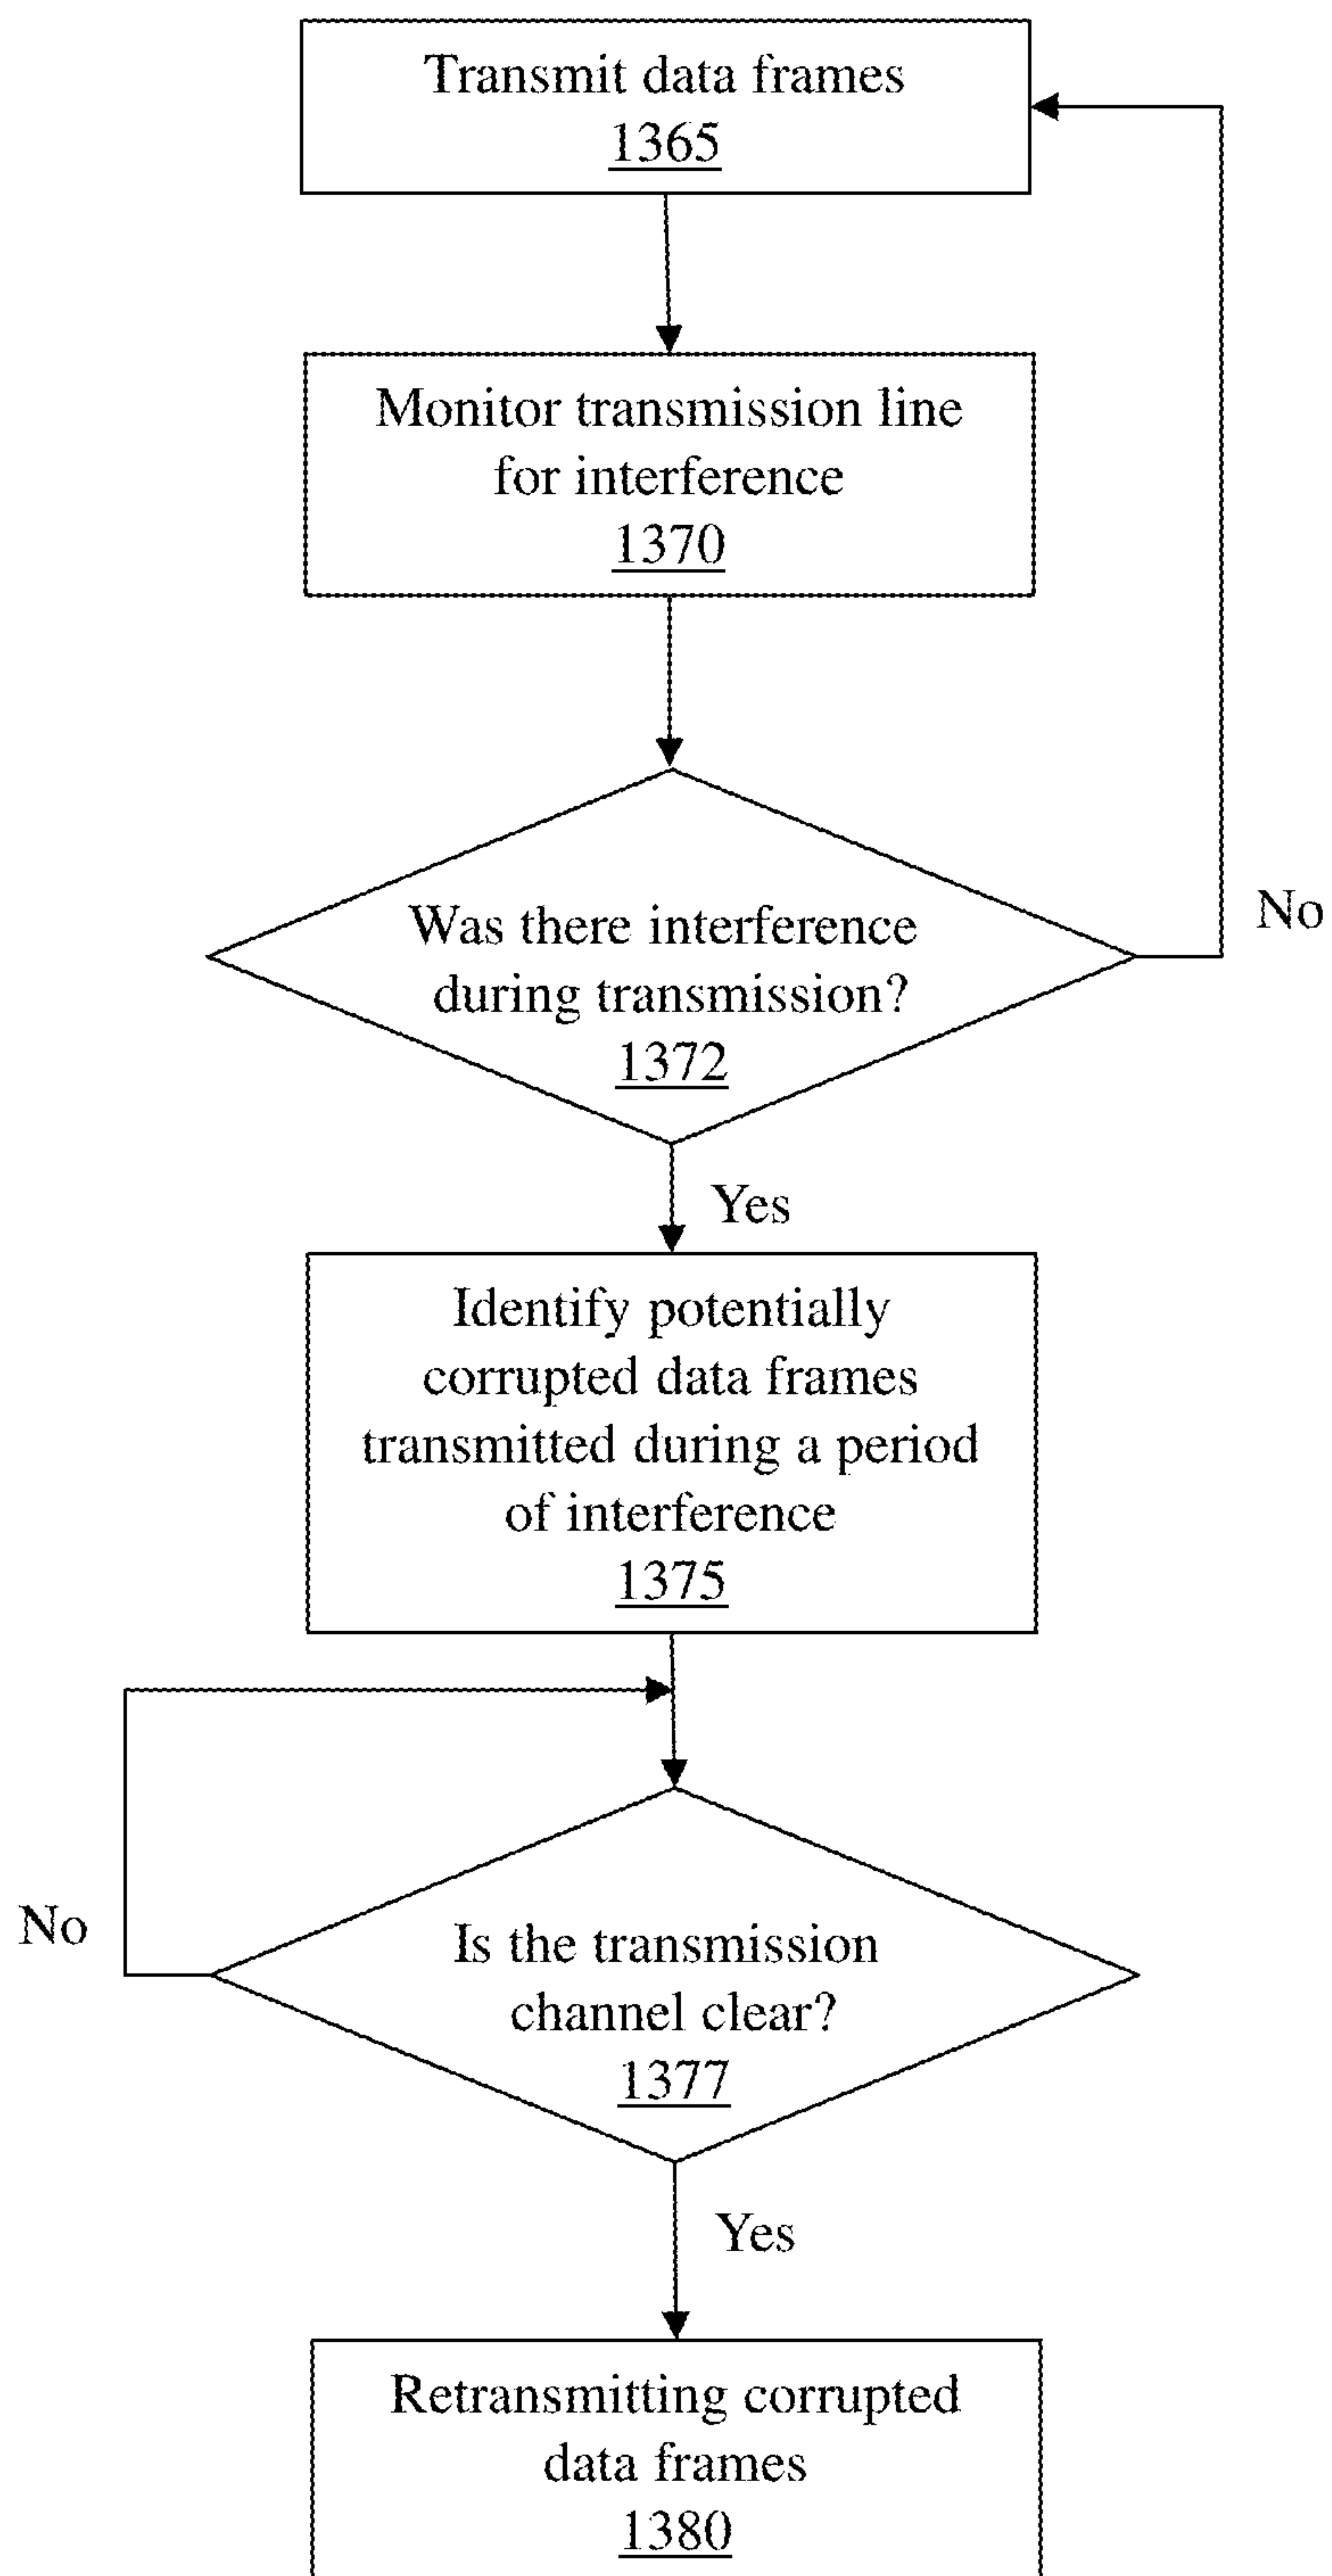 Transmit data frames
1365
Monitor transmission line
for interference
1370
Was there interference
during transmission?
1372
No
Yes
Identify potentially
corrupted data frames
transmitted during a period
of interference
1375
No
Is the transmission
channel clear?
1377
Yes
Retransmitting corrupted
data frames
1380